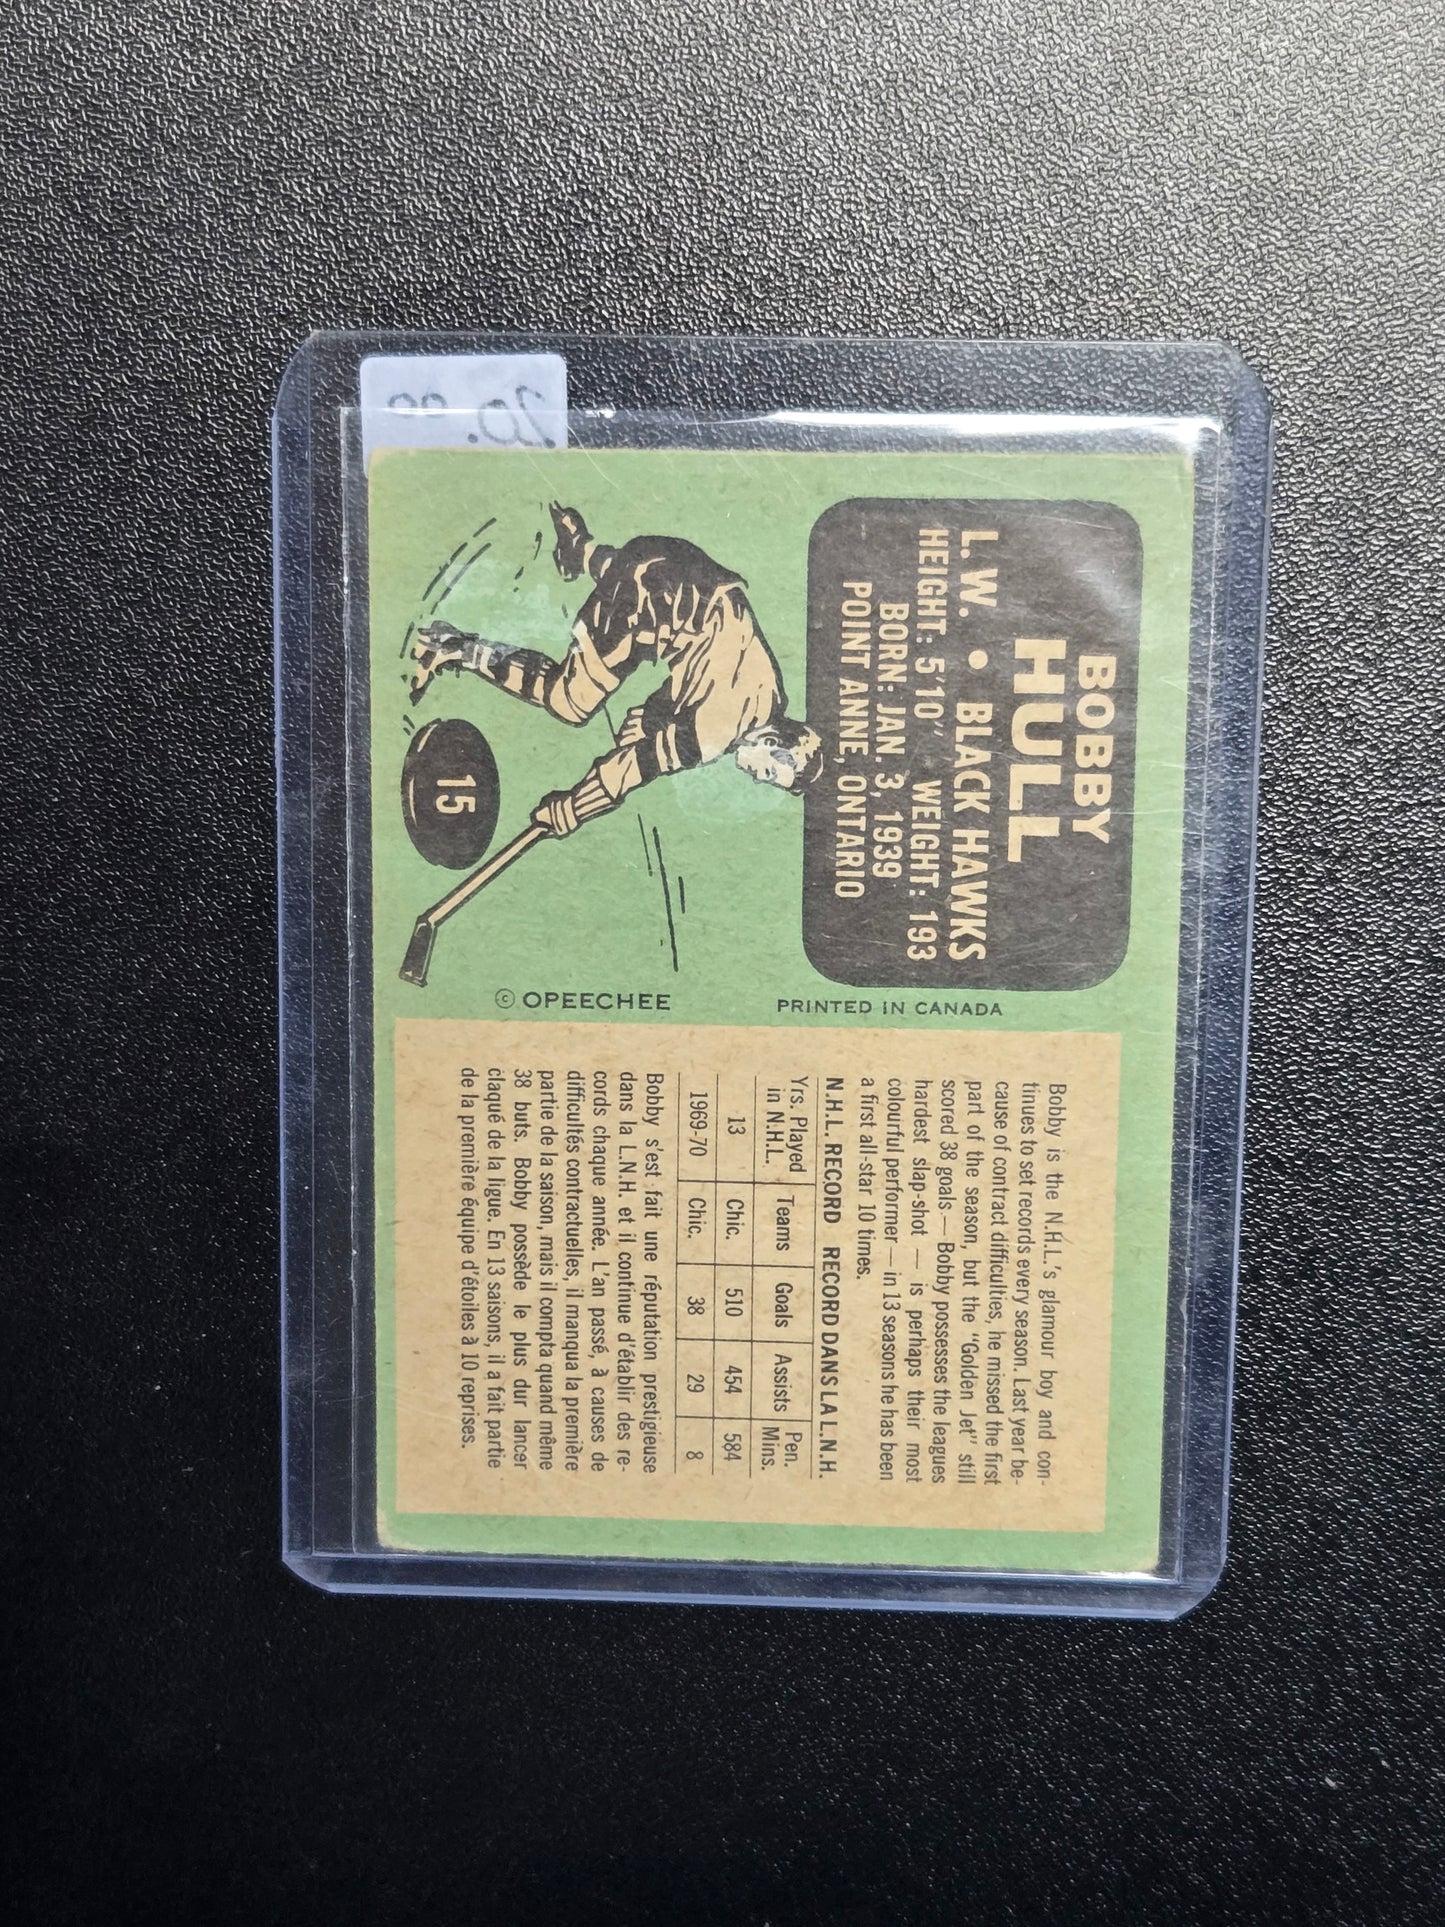 20.00
BOBBY
HULL
L.W. • BLACK HAWKS
HEIGHT: 5'10'' WEIGHT: 193
BORN: JAN. 3, 1939
POINT ANNE, ONTARIO
15
PRINTED IN CANADA
© OPEECHEE
Bobby is the N.H.L.'s glamour boy and con-
tinues to set records every season. Last year be-
cause of contract difficulties, he missed the first
part of the season, but the "Golden Jet" still
scored 38 goals. — Bobby possesses the leagues
hardest slap-shot — is perhaps their most
colourful performer — in 13 seasons he has been
a first all-star 10 times.
N.H.L. RECORD RECORD DANS LA L.N.H.
Yrs. Played in N.H.L. Teams Goals Assists Pen. Mins.
13 Chic. 510 454 584
1969-70 Chic. 38 29 8
Bobby s'est fait une réputation prestigieuse
dans la L.N.H. et il continue d'établir des re-
cords chaque année. L'an passé, à causes de
difficultés contractuelles, il manqua la première
partie de la saison, mais il compta quand même
38 buts. Bobby possède le plus dur lancer
claqué de la ligue. En 13 saisons, il a fait partie
de la première équipe d'étoiles à 10 reprises.